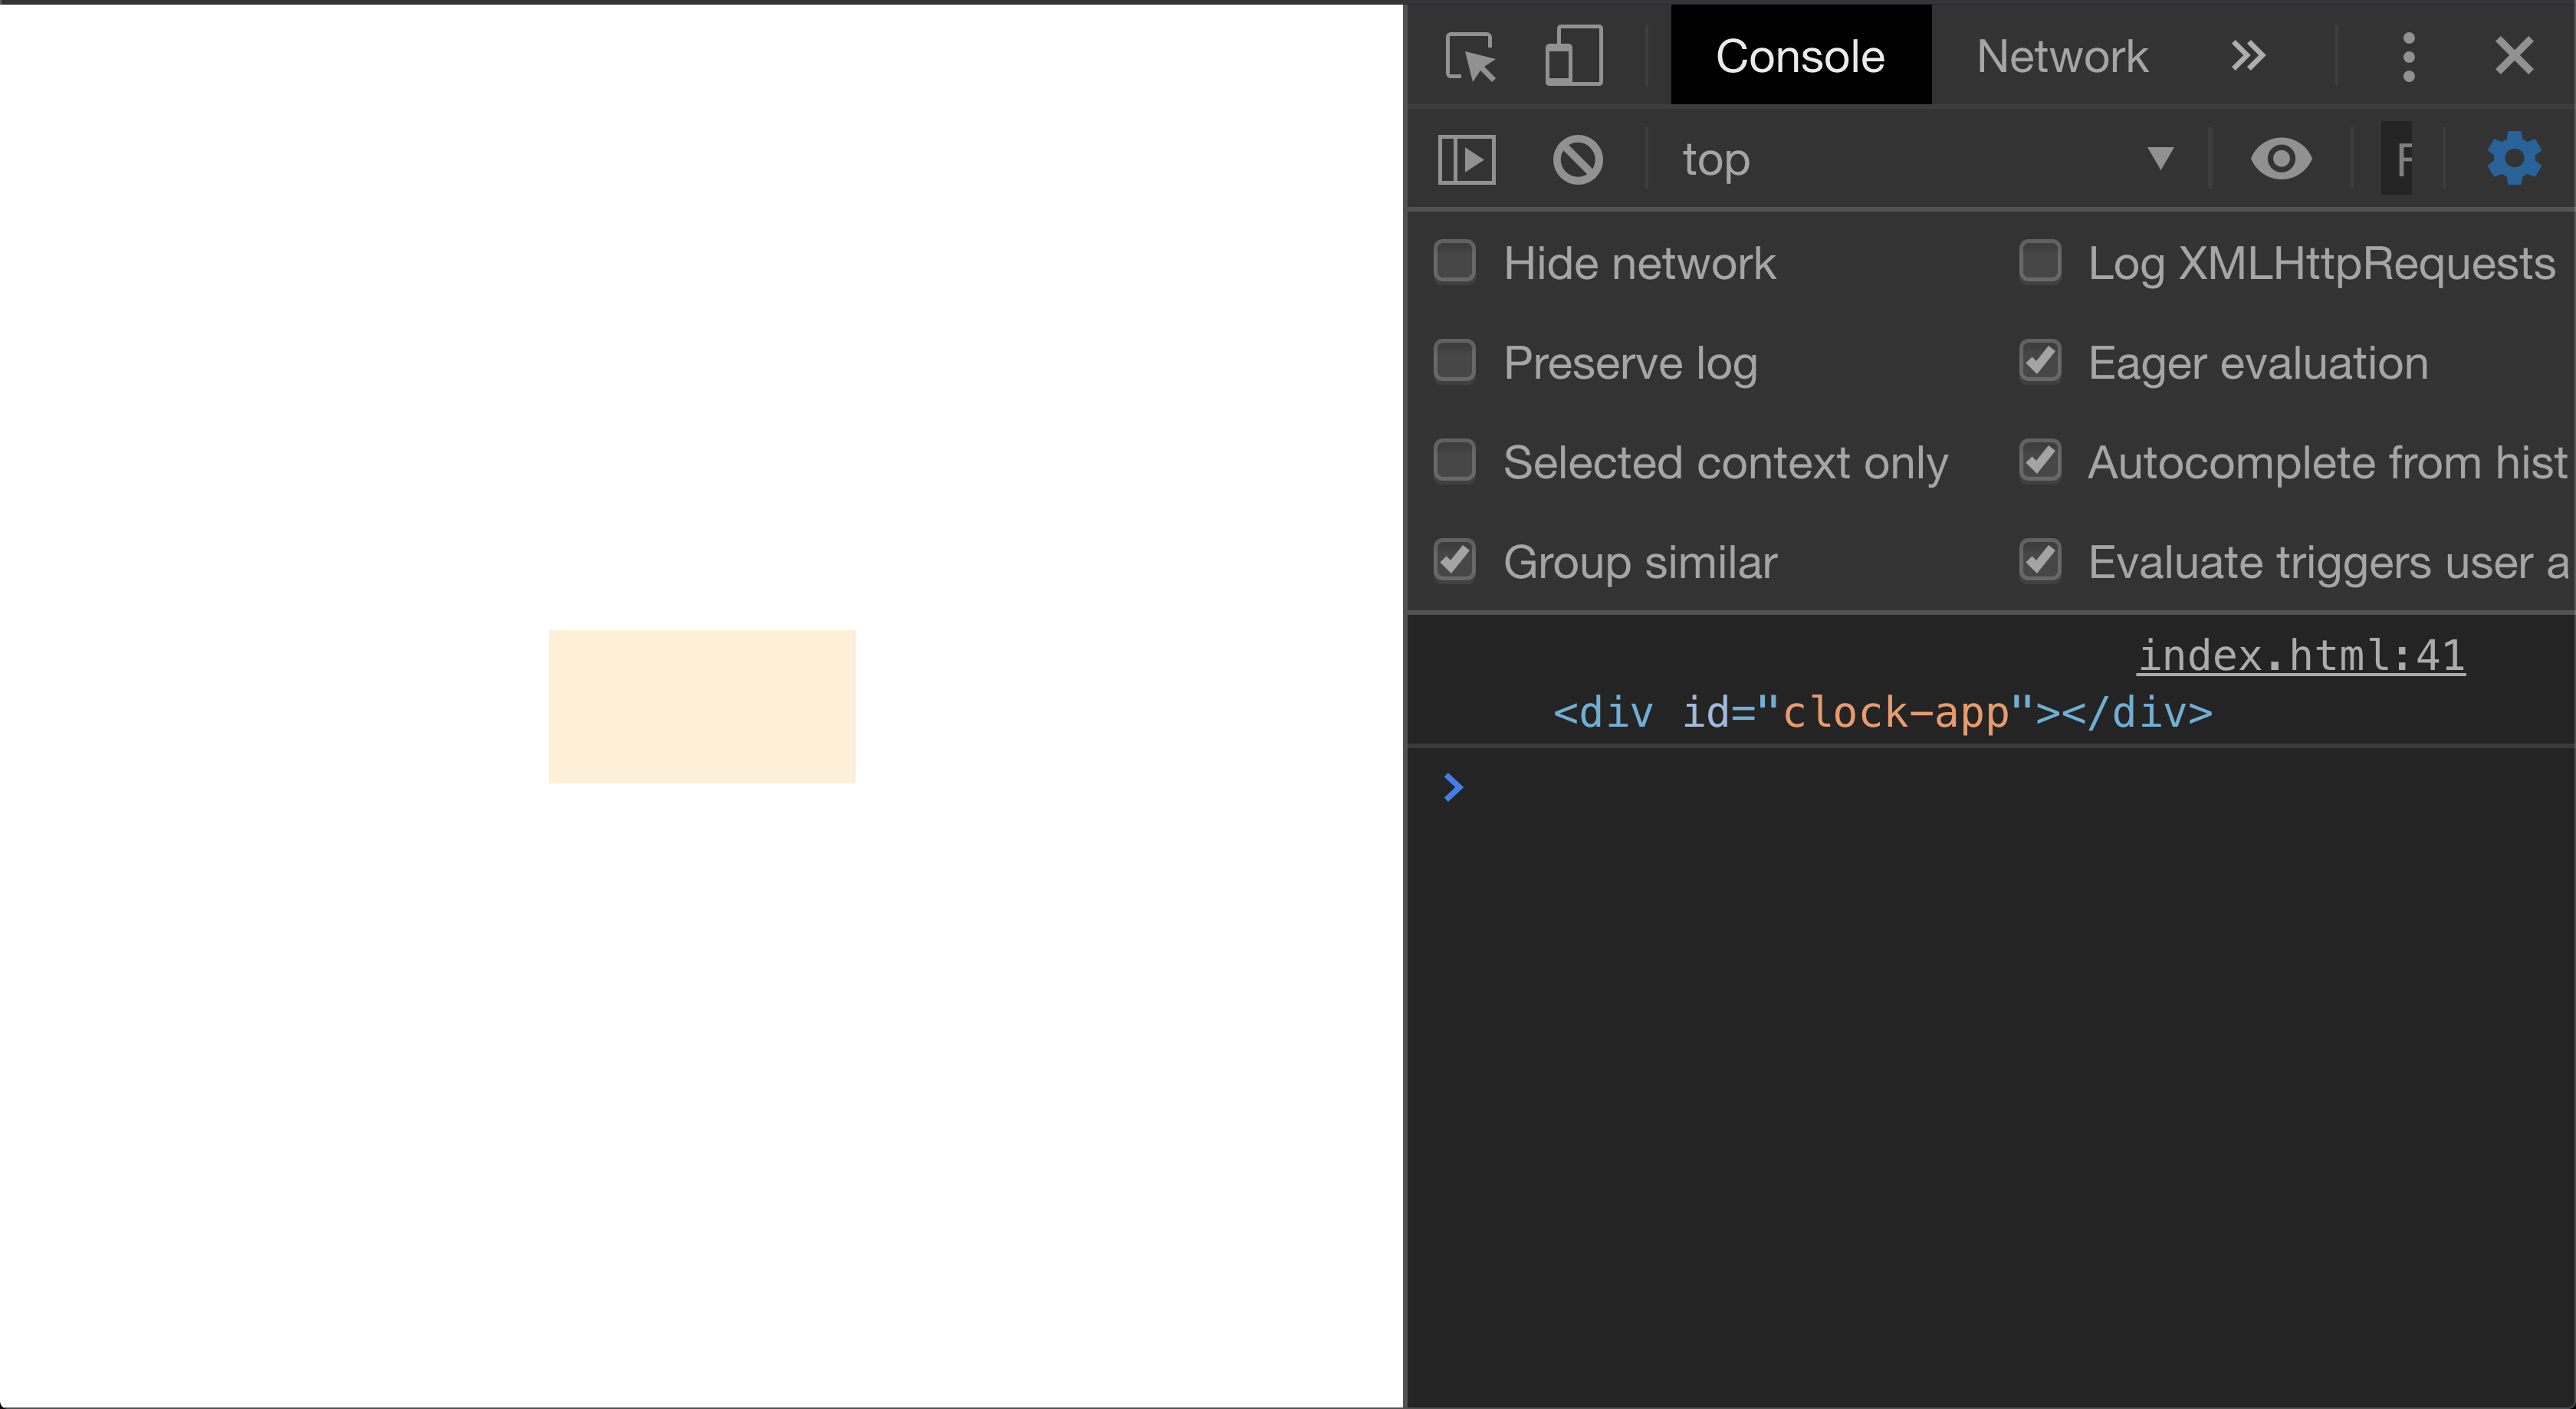 Console Network
top F
Hide network Log XMLHttpRequests
Preserve log Eager evaluation
Selected context only Autocomplete from hist
Group similar Evaluate triggers user a
index.html:41
<div id="clock-app"></div>